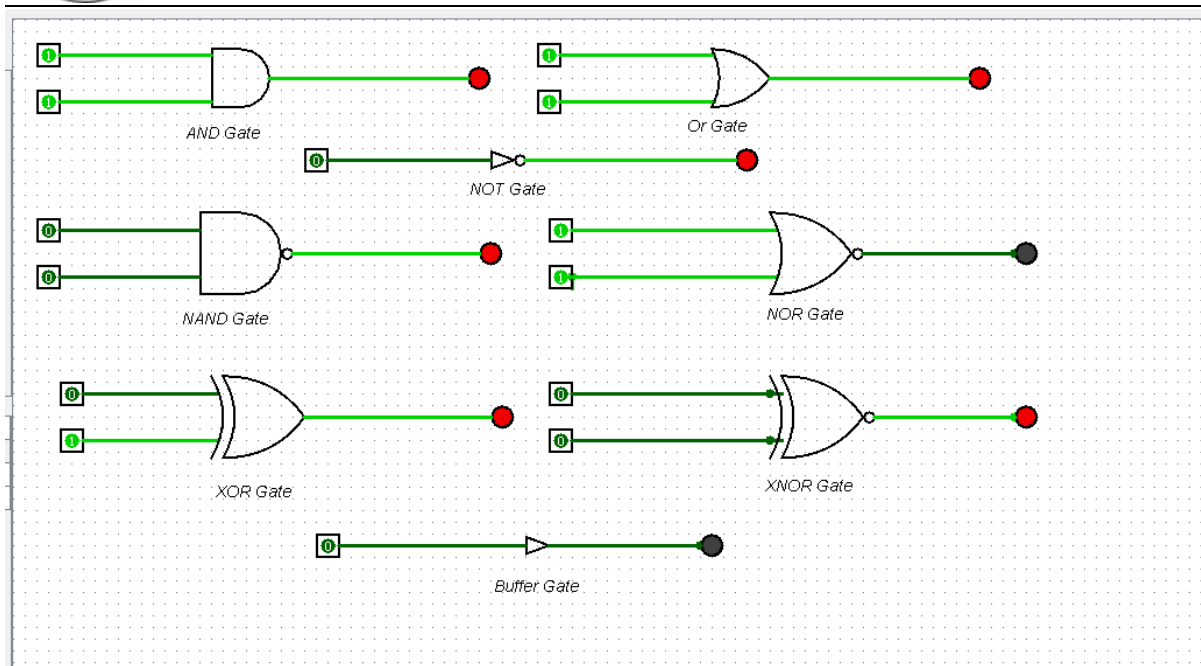 1 1
1 1
AND Gate Or Gate
0
NOT Gate
0 1
0 1
NAND Gate NOR Gate
0 0
1 0
XOR Gate XNOR Gate
0
Buffer Gate